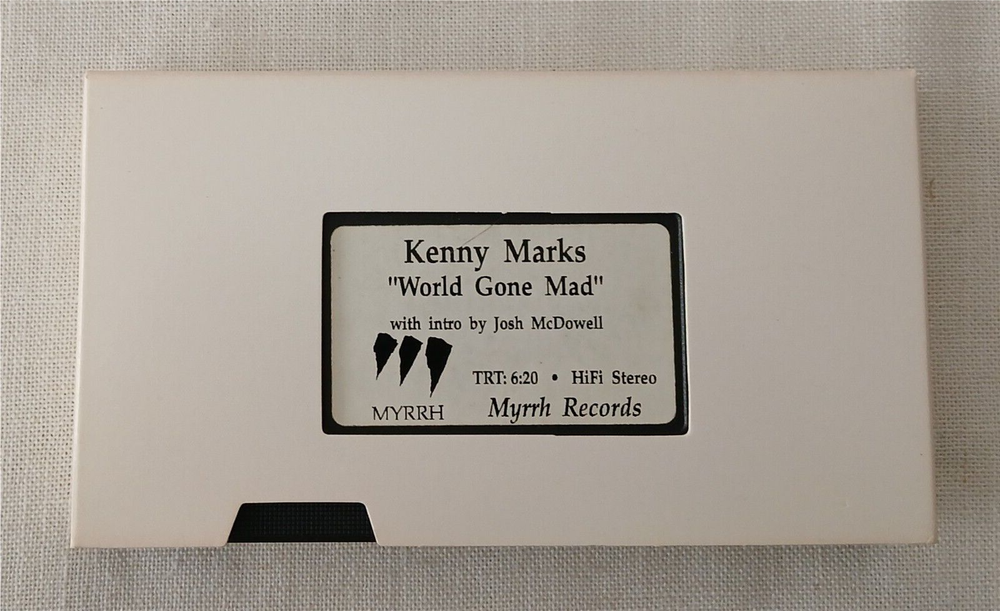 Kenny Marks
"World Gone Mad"
with intro by Josh McDowell
TRT: 6:20 • HiFi Stereo
MYRRH Myrrh Records